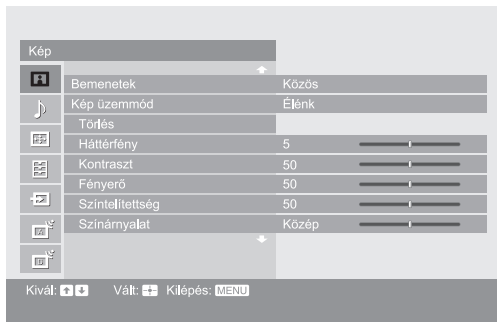 Kép
Bemenetek Közös
Kép üzemmód Élénk
Törlés
Háttérfény 5
Kontraszt 50
Fényerő 50
Színtelítettség 50
Színárnyalat Közép
Kivál: Vált: Kilépés: MENU